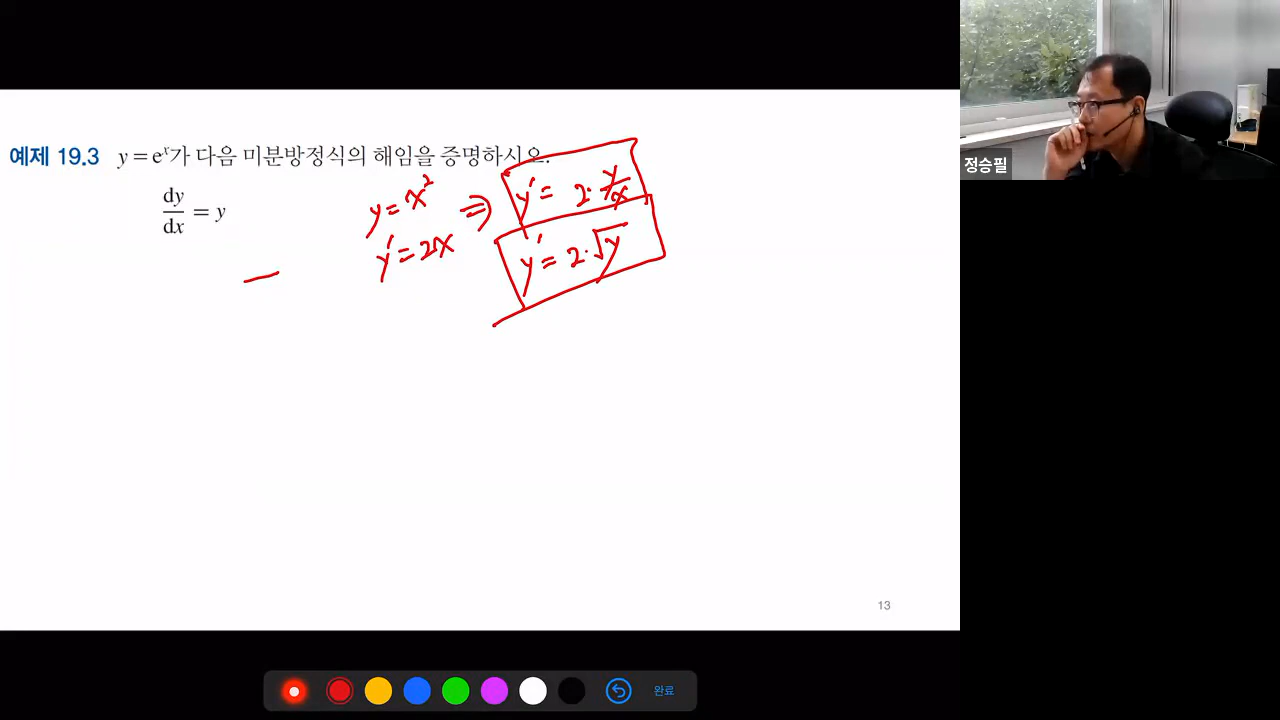 예제 19.3 y = eˣ가 다음 미분방정식의 해임을 증명하시오.
dy/dx = y
y = x²
y' = 2x
⇒
y' = 2·y/x
y' = 2·√y
정승필
13
완료